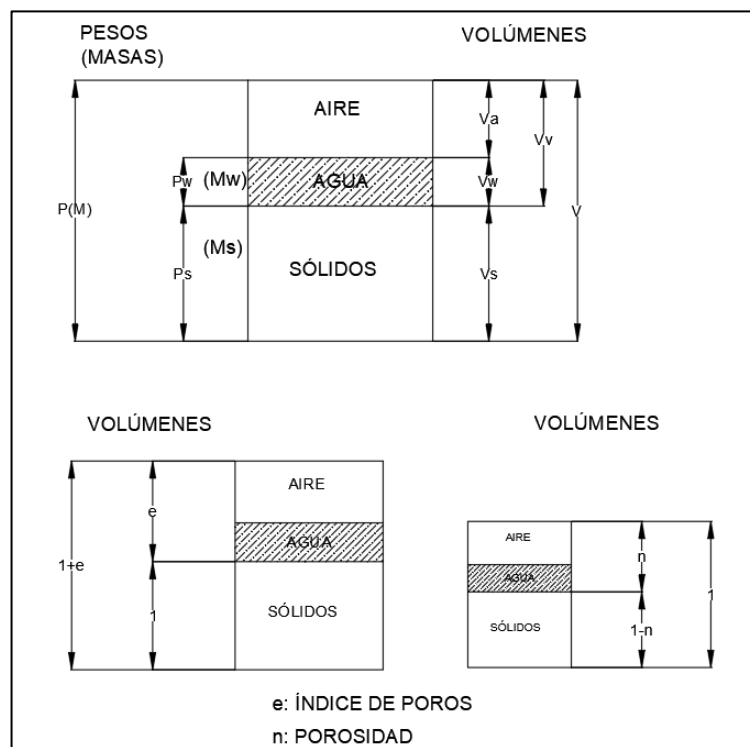 PESOS
(MASAS)
VOLÚMENES
AIRE
Va
Vv
Pw
(Mw)
AGUA
Vw
P(M)
V
(Ms)
Ps
SÓLIDOS
Vs
VOLÚMENES
VOLÚMENES
AIRE
e
AGUA
1+e
1
SÓLIDOS
AIRE
n
AGUA
1
SÓLIDOS
1-n
e: ÍNDICE DE POROS
n: POROSIDAD